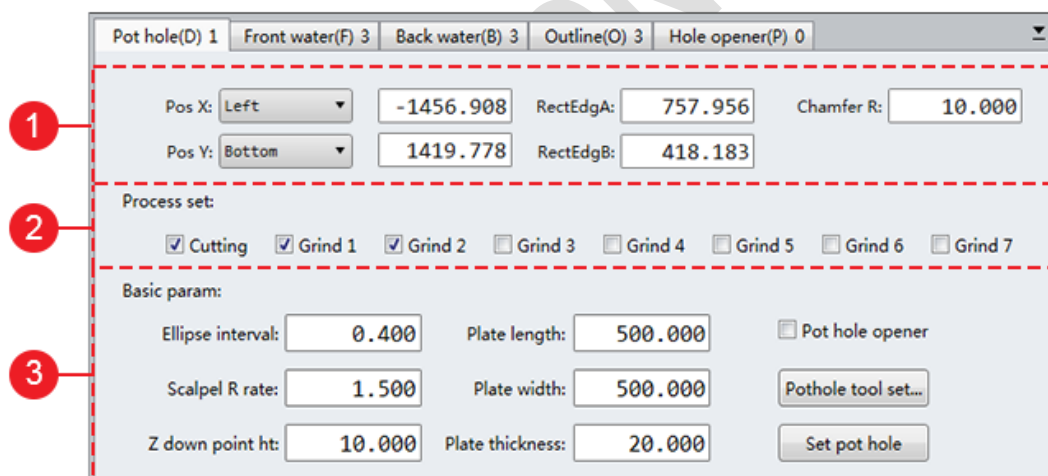 Pot hole(D) 1 Front water(F) 3 Back water(B) 3 Outline(O) 3 Hole opener(P) 0
1
Pos X: Left -1456.908 RectEdgA: 757.956 Chamfer R: 10.000
Pos Y: Bottom 1419.778 RectEdgB: 418.183
2
Process set:
Cutting Grind 1 Grind 2 Grind 3 Grind 4 Grind 5 Grind 6 Grind 7
3
Basic param:
Ellipse interval: 0.400 Plate length: 500.000 Pot hole opener
Scalpel R rate: 1.500 Plate width: 500.000 Pothole tool set...
Z down point ht: 10.000 Plate thickness: 20.000 Set pot hole